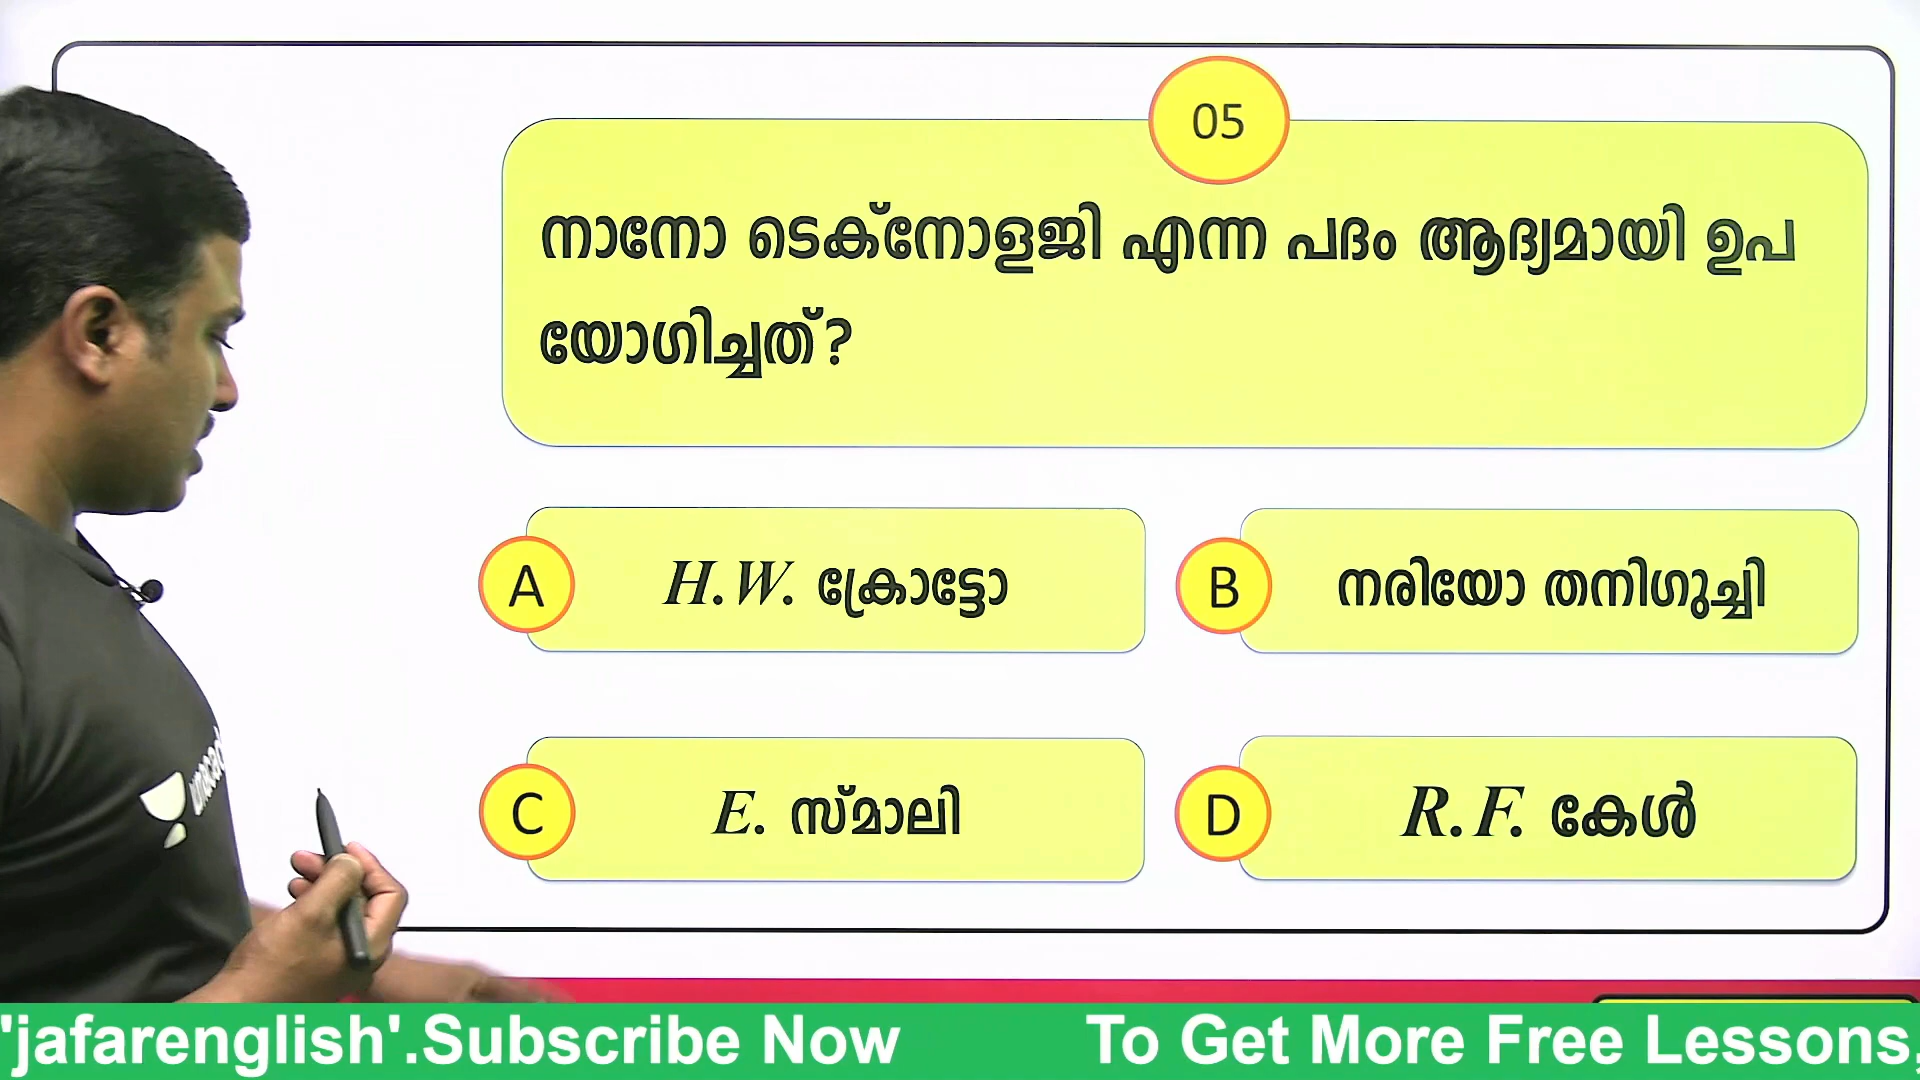 05
നാനോ ടെക്നോളജി എന്ന പദം ആദ്യമായി ഉപ
യോഗിച്ചത്?
A H.W. ക്രോട്ടോ
B നരിയോ തനിഗുച്ചി
C E. സ്മാലി
D R.F. കേൾ
'jafarenglish'.Subscribe Now To Get More Free Lessons,